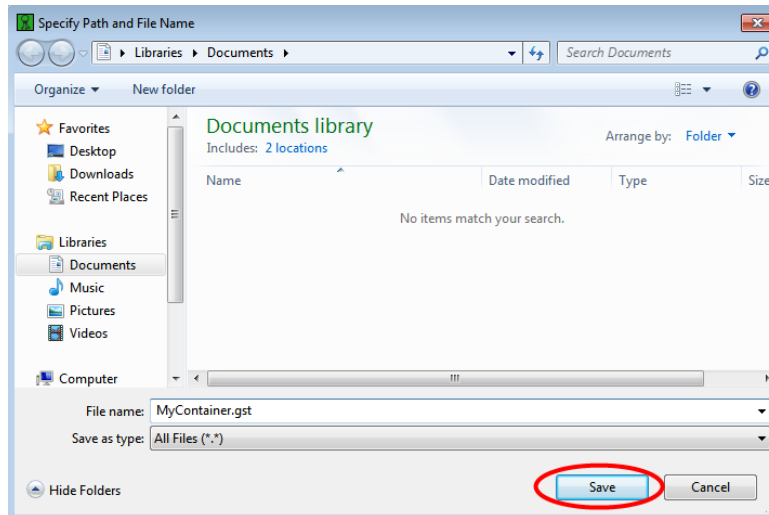 Specify Path and File Name
Libraries Documents Search Documents
Organize New folder
Favorites
Desktop
Downloads
Recent Places
Libraries
Documents
Music
Pictures
Videos
Computer
Documents library
Includes: 2 locations
Arrange by: Folder
Name Date modified Type Size
No items match your search.
File name: MyContainer.gst
Save as type: All Files (*.*)
Hide Folders Save Cancel